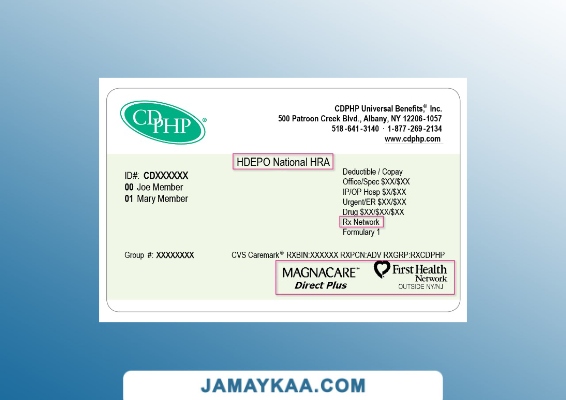 CDPHP®
CDPHP Universal Benefits,® Inc.
500 Patroon Creek Blvd., Albany, NY 12206-1057
518-641-3140 · 1-877-269-2134
www.cdphp.com
HDEPO National HRA
ID#: CDXXXXXX
00 Joe Member
01 Mary Member
Deductible / Copay
Office/Spec $XX/$XX
IP/OP Hosp $X/$XX
Urgent/ER $XX/$XX
Drug $XX/$XX/$XX
Rx Network
Formulary 1
Group #: XXXXXXXX
CVS Caremark® RXBIN:XXXXXX RXPCN:ADV RXGRP:RXCDPHP
MAGNACARE™
Direct Plus
First Health
Network
OUTSIDE NY/NJ
JAMAYKAA.COM